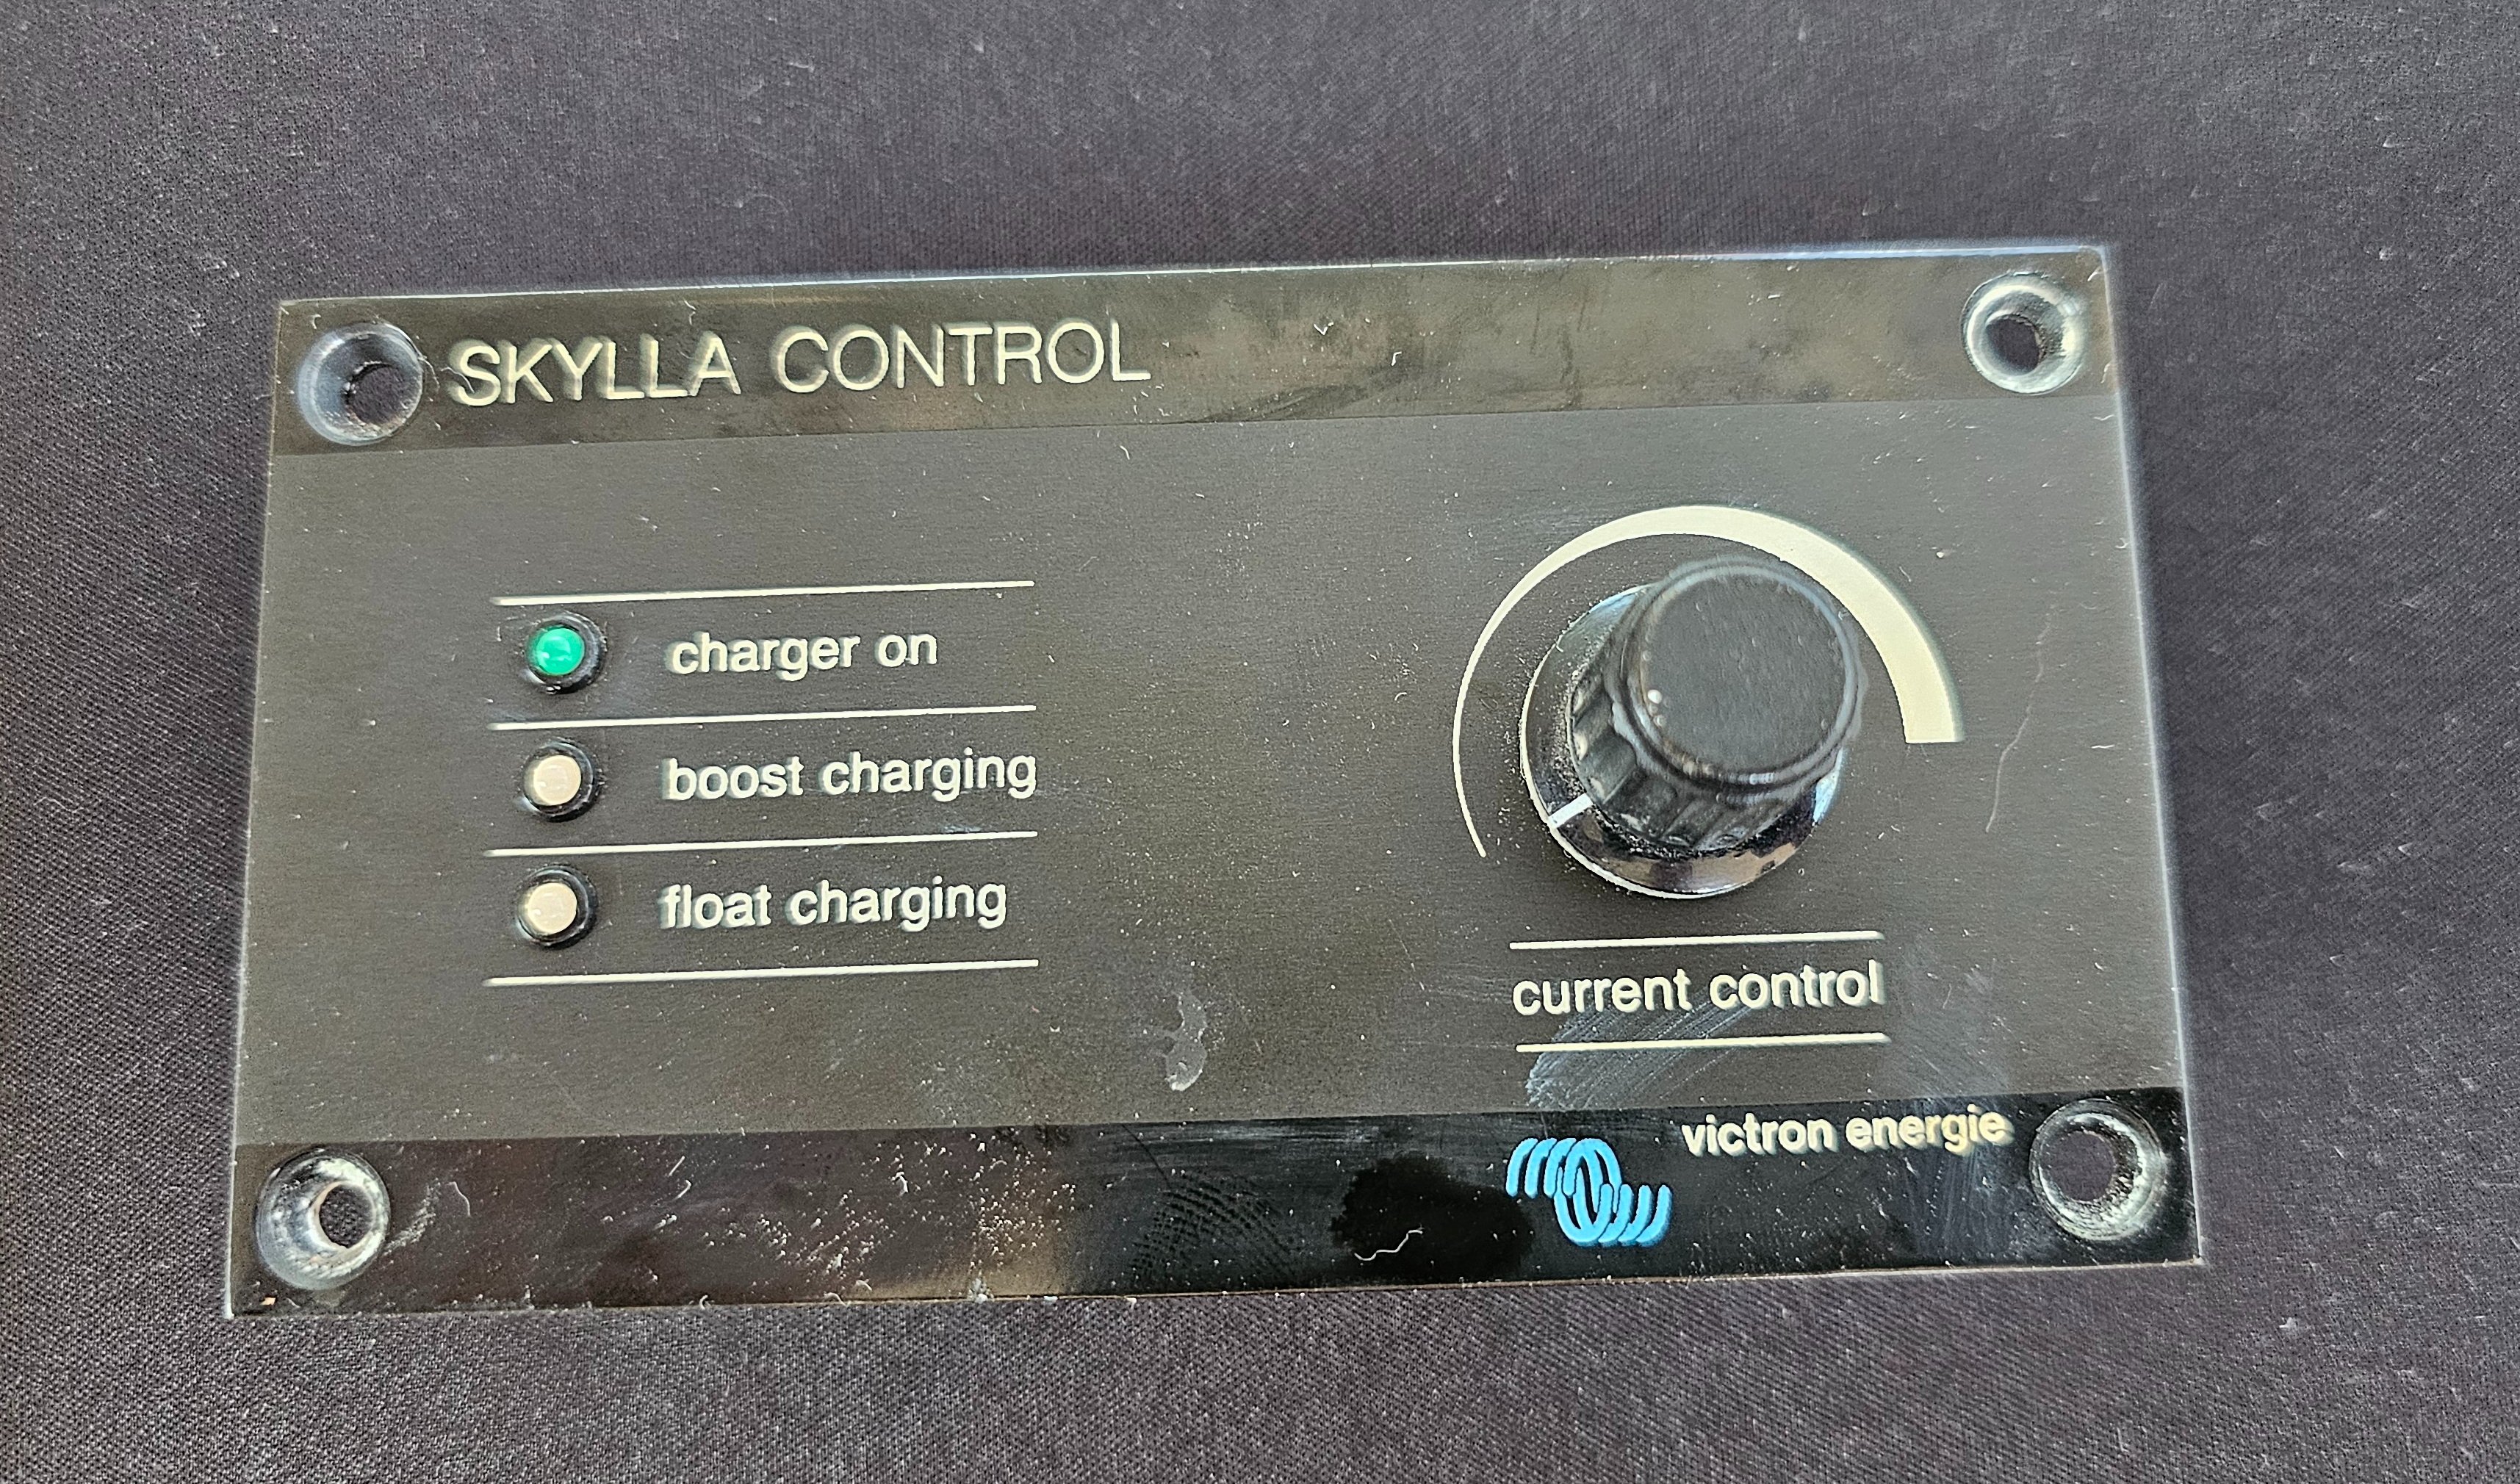 SKYLLA CONTROL
charger on
boost charging
float charging
current control
victron energie